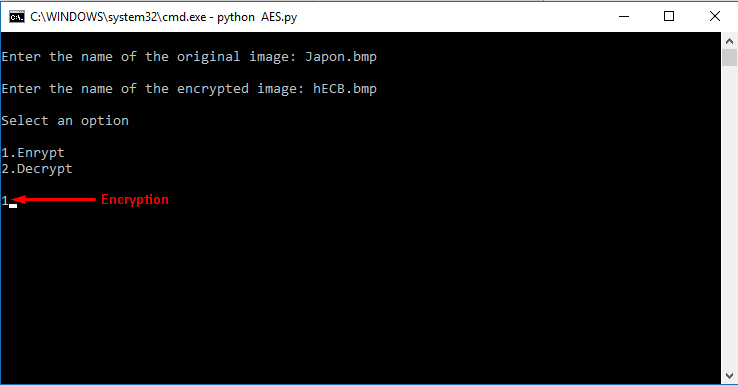 C:\WINDOWS\system32\cmd.exe - python  AES.py
Enter the name of the original image: Japon.bmp
Enter the name of the encrypted image: hECB.bmp
Select an option
1.Enrypt
2.Decrypt
1 Encryption